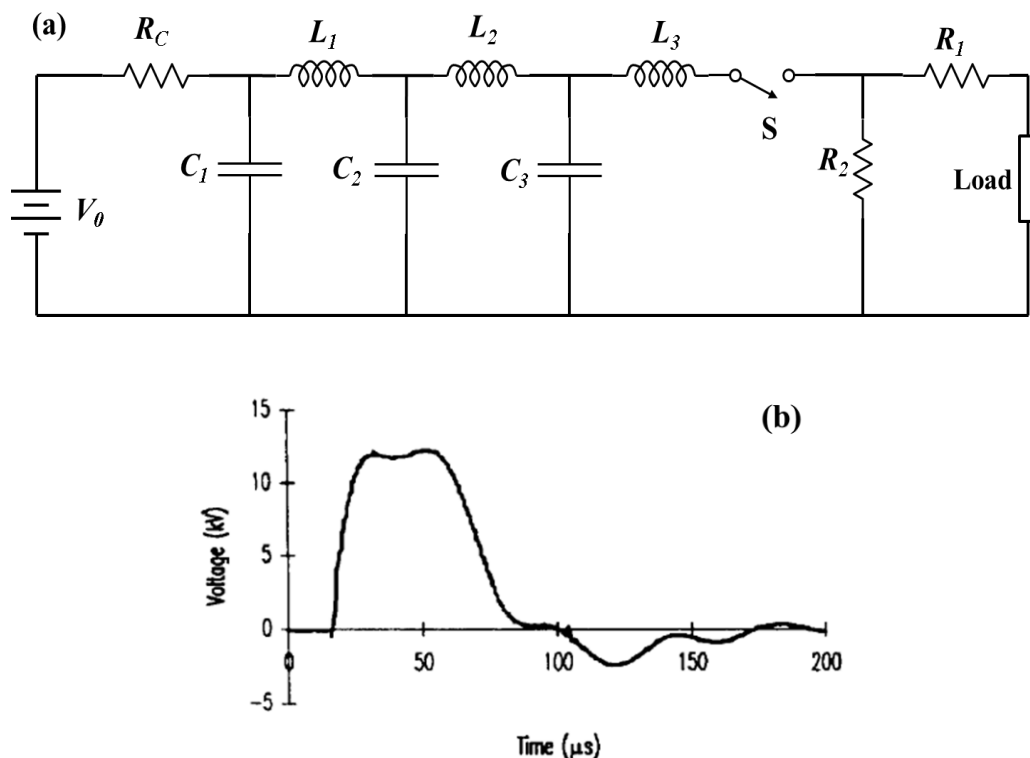 (a)
R_C
L_1
L_2
L_3
R_1
S
C_1
C_2
C_3
R_2
Load
V_0
(b)
15
10
5
0
-5
0
50
100
150
200
Voltage (kV)
Time (μs)